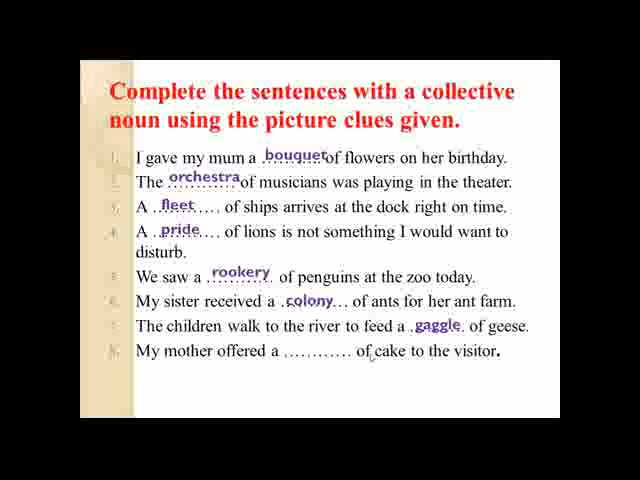 Complete the sentences with a collective
noun using the picture clues given.
1. I gave my mum a ...bouquet... of flowers on her birthday.
2. The ...orchestra... of musicians was playing in the theater.
3. A ...fleet... of ships arrives at the dock right on time.
4. A ...pride... of lions is not something I would want to
disturb.
5. We saw a ...rookery... of penguins at the zoo today.
6. My sister received a ...colony... of ants for her ant farm.
7. The children walk to the river to feed a ...gaggle... of geese.
8. My mother offered a ………… of cake to the visitor.